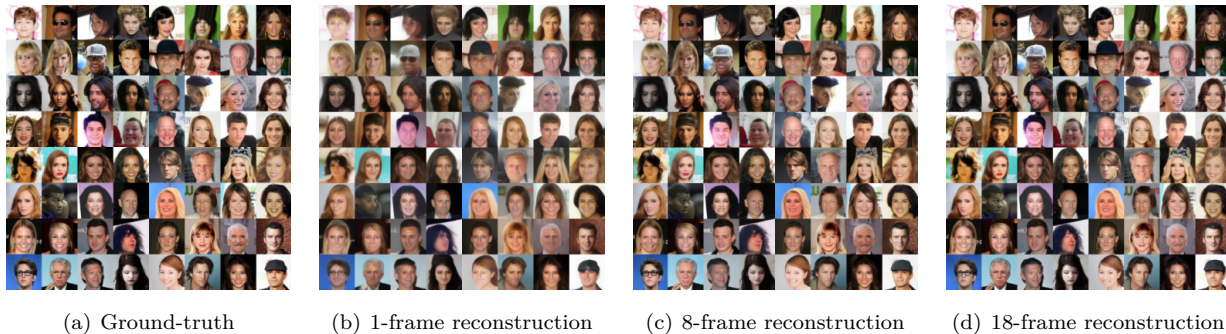 (a) Ground-truth
(b) 1-frame reconstruction
(c) 8-frame reconstruction
(d) 18-frame reconstruction